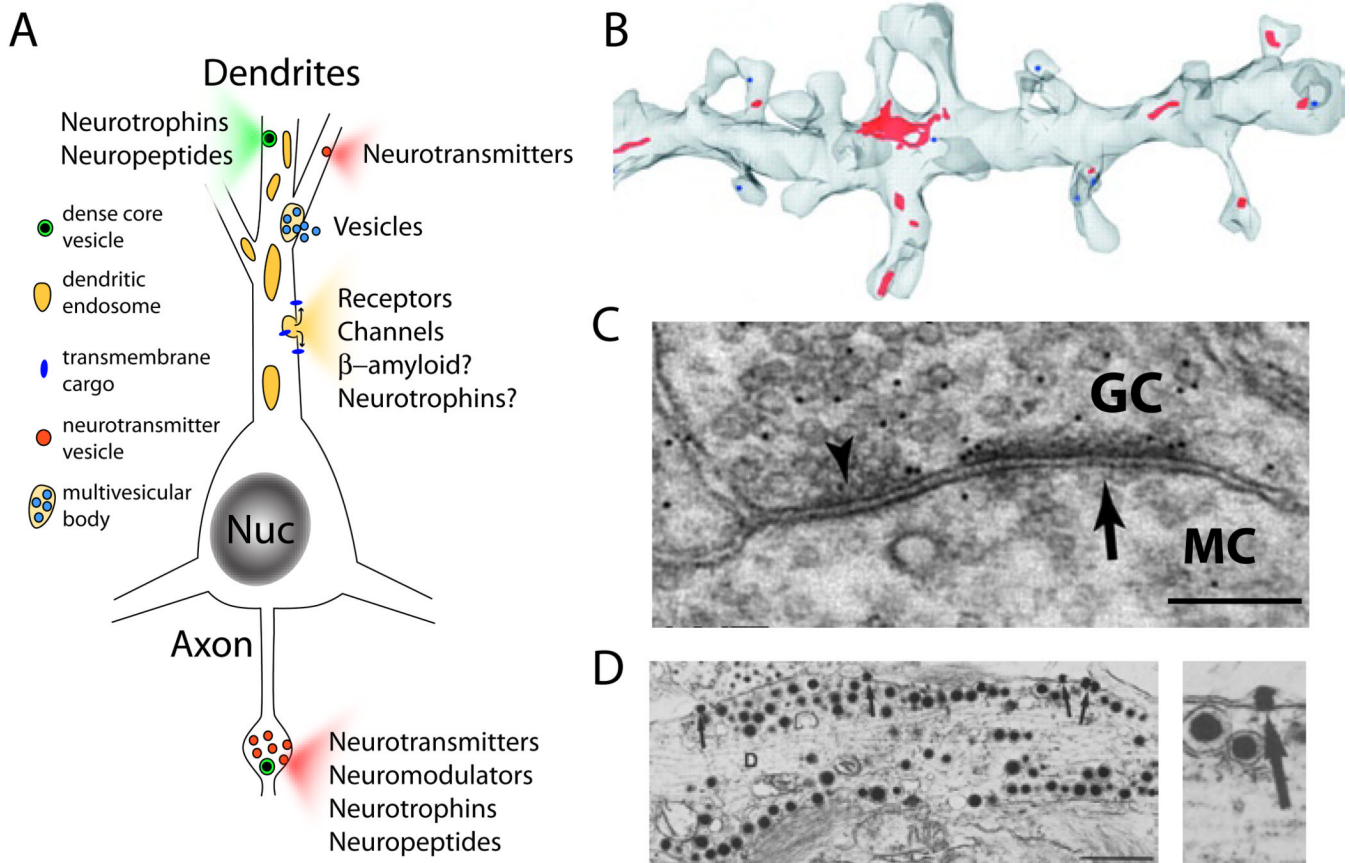 A
Dendrites
Neurotrophins
Neuropeptides
Neurotransmitters
dense core
vesicle
Vesicles
dendritic
endosome
Receptors
Channels
β–amyloid?
Neurotrophins?
transmembrane
cargo
neurotransmitter
vesicle
multivesicular
body
Nuc
Axon
Neurotransmitters
Neuromodulators
Neurotrophins
Neuropeptides
B
C
GC
MC
D
D